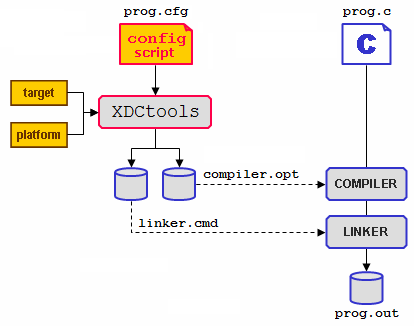 prog.cfg
prog.c
config
script
C
target
platform
XDCtools
compiler.opt
COMPILER
linker.cmd
LINKER
prog.out